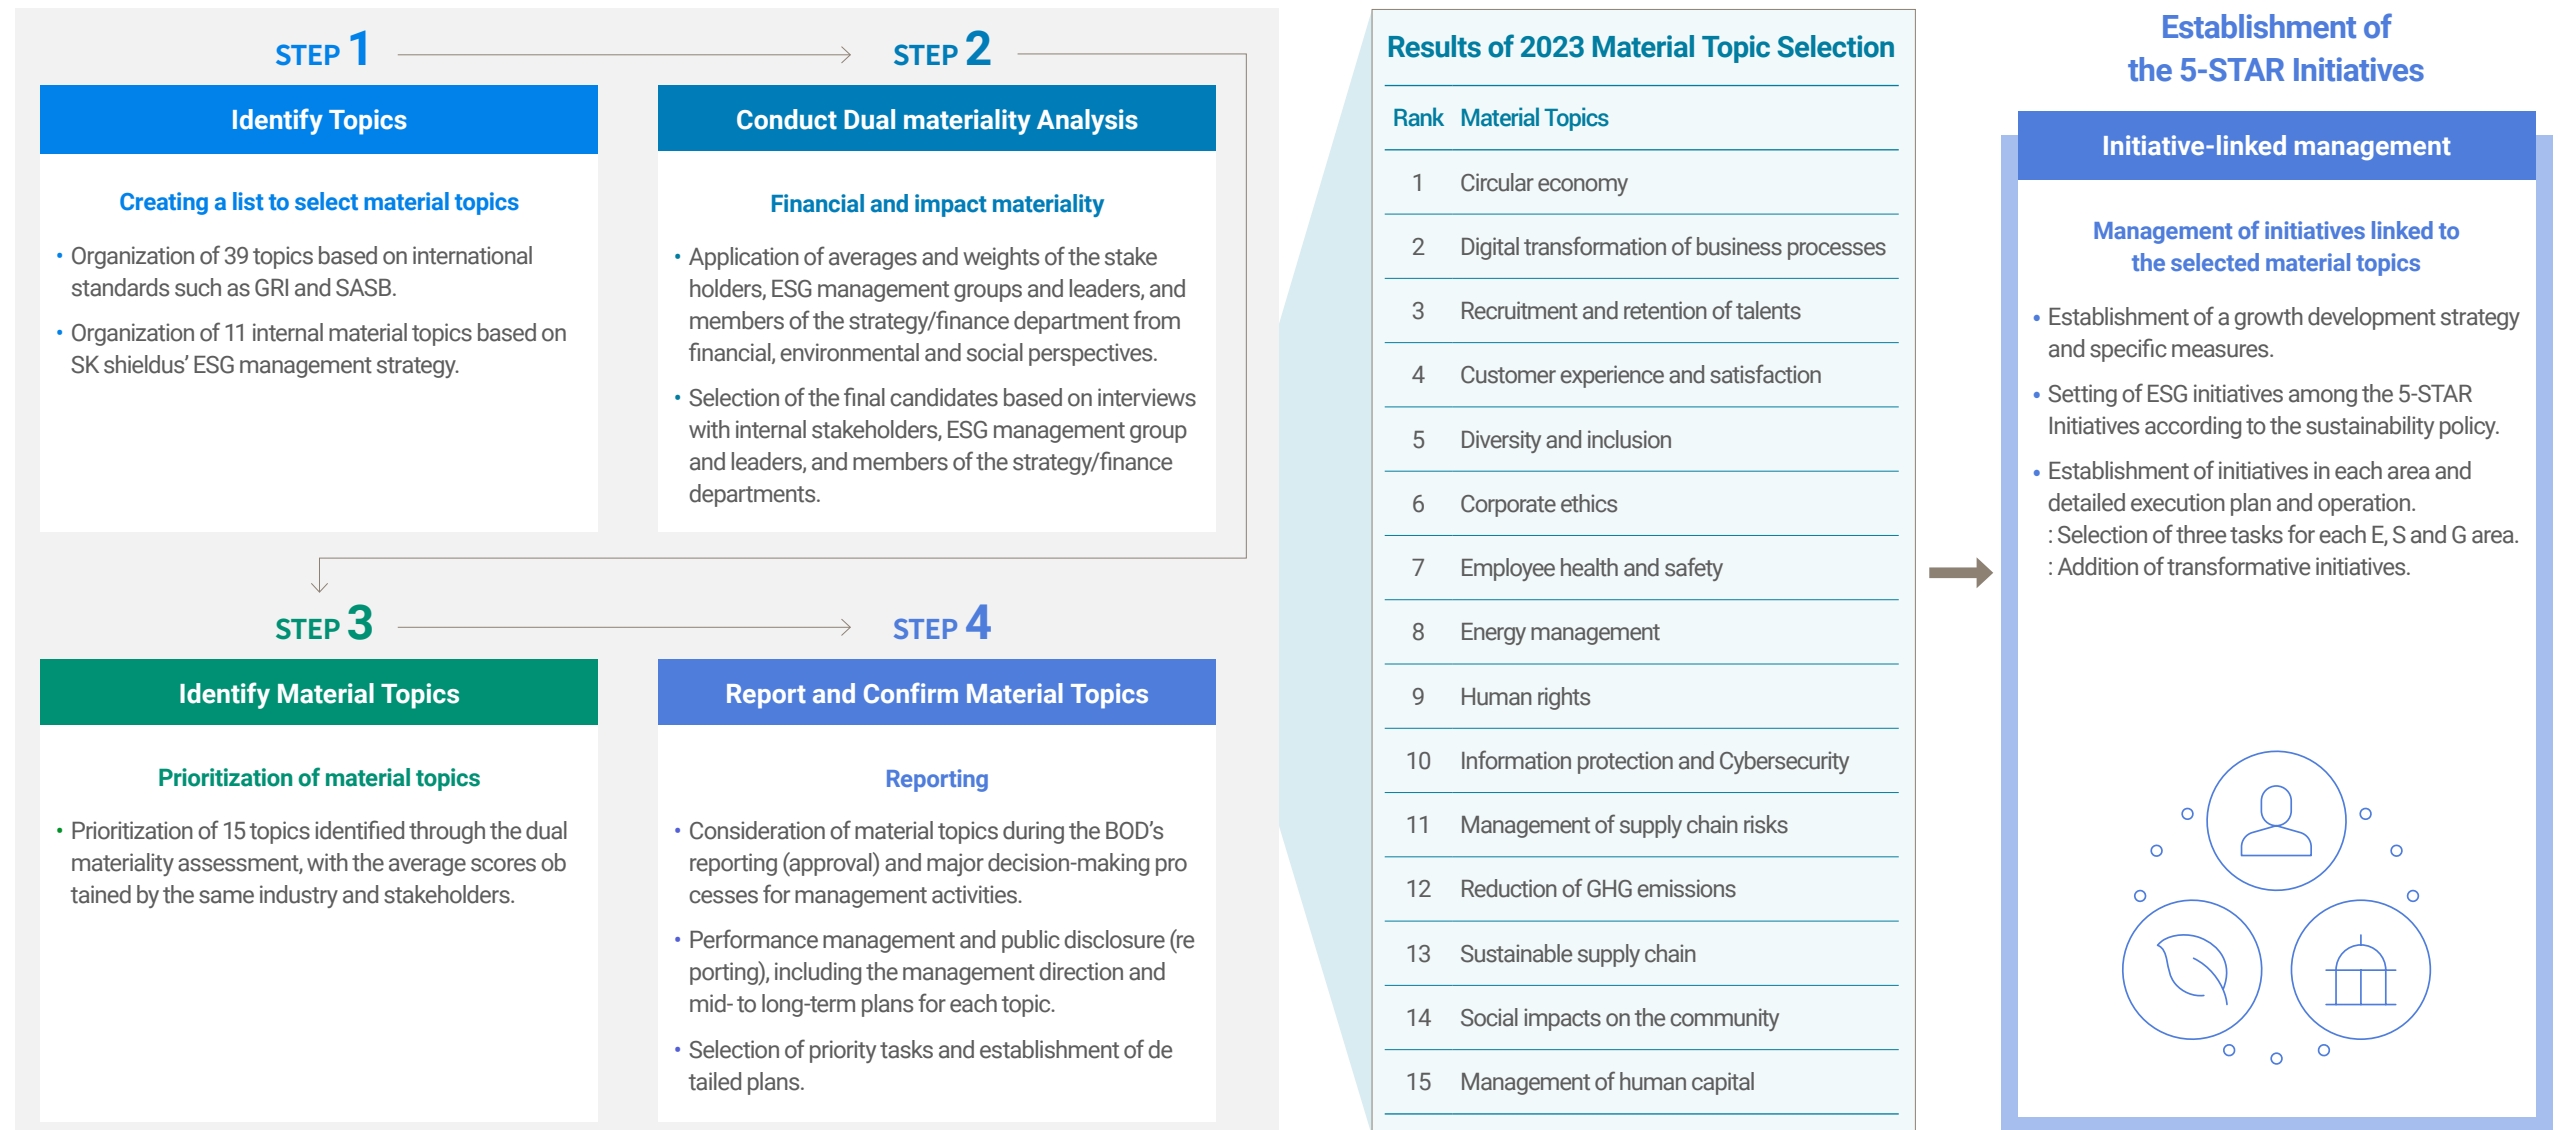 STEP 1
Identify Topics
Creating a list to select material topics
• Organization of 39 topics based on international
standards such as GRI and SASB.
• Organization of 11 internal material topics based on
SK shieldus’ ESG management strategy.
STEP 2
Conduct Dual materiality Analysis
Financial and impact materiality
• Application of averages and weights of the stake
holders, ESG management groups and leaders, and
members of the strategy/finance department from
financial, environmental and social perspectives.
• Selection of the final candidates based on interviews
with internal stakeholders, ESG management group
and leaders, and members of the strategy/finance
departments.
STEP 3
Identify Material Topics
Prioritization of material topics
• Prioritization of 15 topics identified through the dual
materiality assessment, with the average scores ob
tained by the same industry and stakeholders.
STEP 4
Report and Confirm Material Topics
Reporting
• Consideration of material topics during the BOD’s
reporting (approval) and major decision-making pro
cesses for management activities.
• Performance management and public disclosure (re
porting), including the management direction and
mid- to long-term plans for each topic.
• Selection of priority tasks and establishment of de
tailed plans.
Results of 2023 Material Topic Selection
Rank Material Topics
1 Circular economy
2 Digital transformation of business processes
3 Recruitment and retention of talents
4 Customer experience and satisfaction
5 Diversity and inclusion
6 Corporate ethics
7 Employee health and safety
8 Energy management
9 Human rights
10 Information protection and Cybersecurity
11 Management of supply chain risks
12 Reduction of GHG emissions
13 Sustainable supply chain
14 Social impacts on the community
15 Management of human capital
Establishment of
the 5-STAR Initiatives
Initiative-linked management
Management of initiatives linked to
the selected material topics
• Establishment of a growth development strategy
and specific measures.
• Setting of ESG initiatives among the 5-STAR
Initiatives according to the sustainability policy.
• Establishment of initiatives in each area and
detailed execution plan and operation.
: Selection of three tasks for each E, S and G area.
: Addition of transformative initiatives.